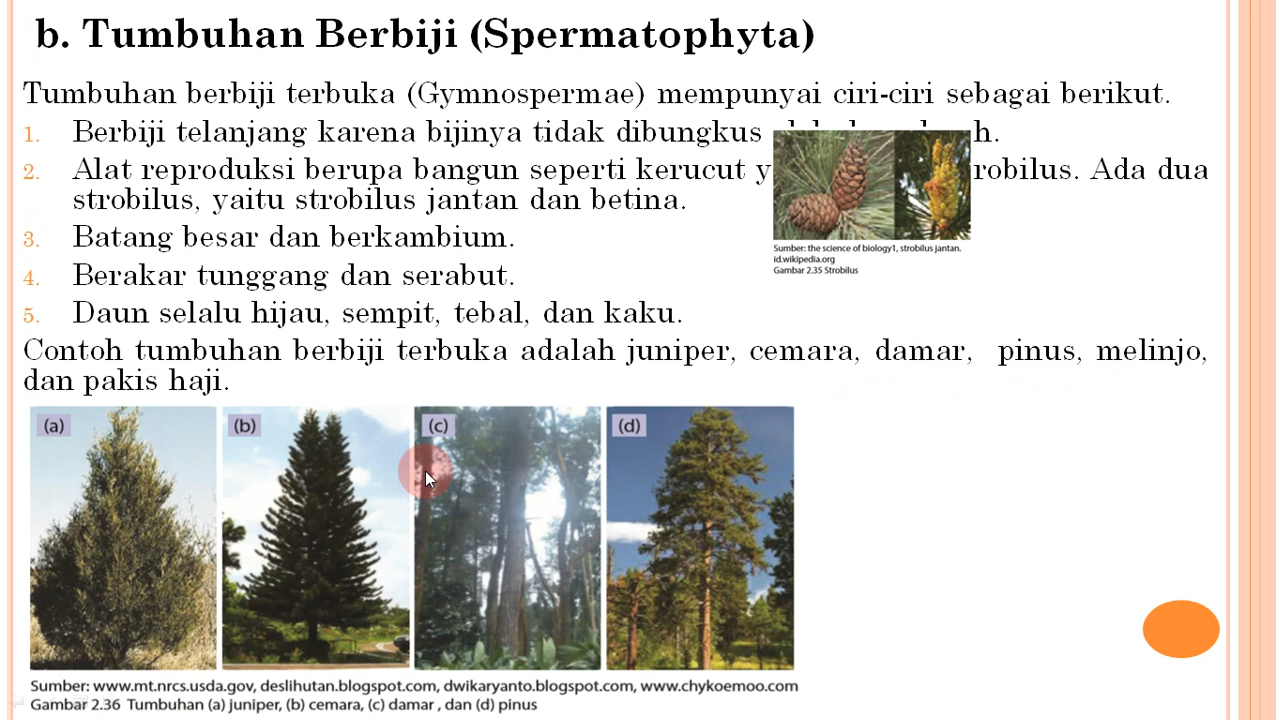 b. Tumbuhan Berbiji (Spermatophyta)
Tumbuhan berbiji terbuka (Gymnospermae) mempunyai ciri-ciri sebagai berikut.
1. Berbiji telanjang karena bijinya tidak dibungkus
2. Alat reproduksi berupa bangun seperti kerucut
Ada dua
strobilus, yaitu strobilus jantan dan betina.
Sumber: the science of biology1, strobilus jantan.
id.wikipedia.org
Gambar 2.35 Strobilus
3. Batang besar dan berkambium.
4. Berakar tunggang dan serabut.
5. Daun selalu hijau, sempit, tebal, dan kaku.
Contoh tumbuhan berbiji terbuka adalah juniper, cemara, damar, pinus, melinjo,
dan pakis haji.
(a) (b) (c) (d)
Sumber: www.mt.nrcs.usda.gov, deslihutan.blogspot.com, dwikaryanto.blogspot.com, www.chykoemoo.com
Gambar 2.36 Tumbuhan (a) juniper, (b) cemara, (c) damar , dan (d) pinus